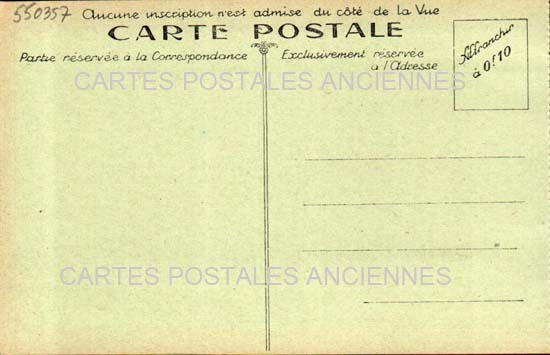 550357
Aucune inscription n'est admise du côté de la Vue
CARTE POSTALE
Partie réservée à la Correspondance
Exclusivement réservée
à l'Adresse
Affranchir
à 0f10
CARTES POSTALES ANCIENNES
CARTES POSTALES ANCIENNES